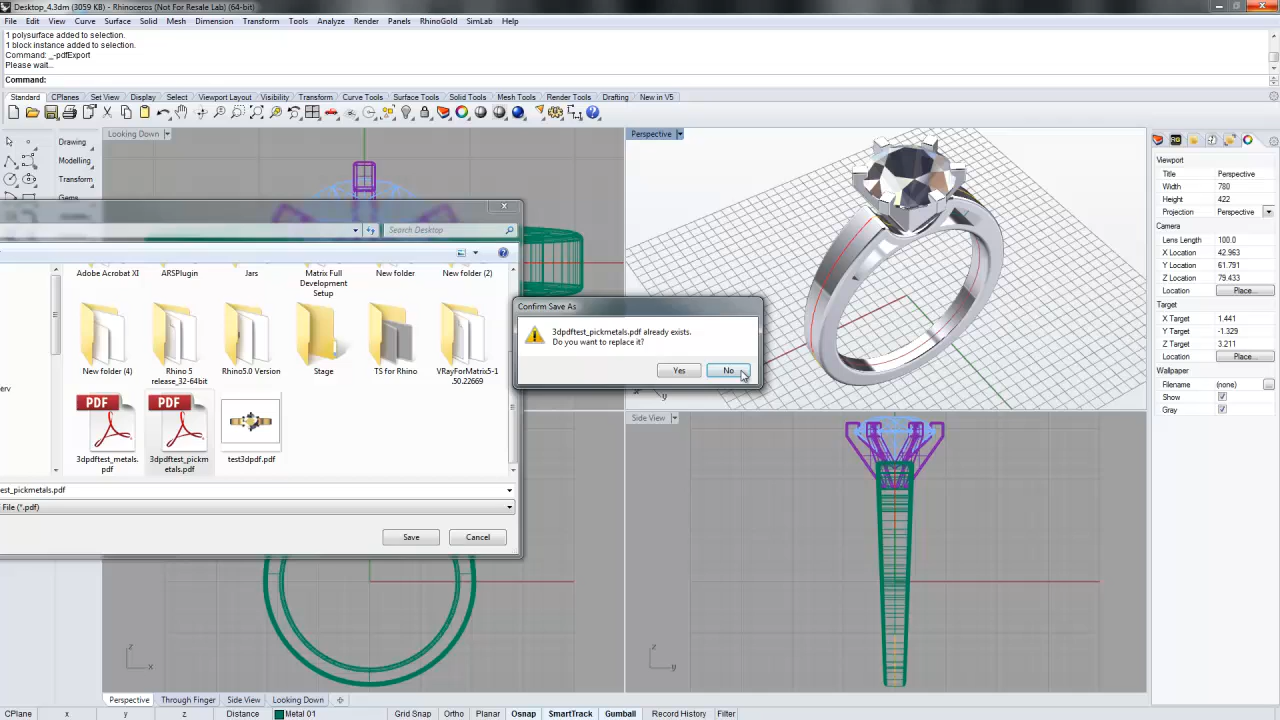 Desktop_4.3dm (3059 KB) - Rhinoceros (Not For Resale Lab) (64-bit)
File Edit View Curve Surface Solid Mesh Dimension Transform Tools Analyze Render Panels RhinoGold SimLab Help
1 polysurface added to selection.
1 block instance added to selection.
Command: _-pdfExport
Please wait...
Command:
Standard CPlanes Set View Display Select Viewport Layout Visibility Transform Curve Tools Surface Tools Solid Tools Mesh Tools Render Tools Drafting New in V5
Looking Down
Perspective
Drawing
Modelling
Transform
Gems
Search Desktop
Adobe Acrobat XI
ARSPlugin
Jars
Matrix Full
Development
Setup
New folder
New folder (2)
New folder (4)
Rhino 5
release_32-64bit
Rhino5.0 Version
Stage
TS for Rhino
VRayForMatrix5-1
.50.22669
erv
PDF
3dpdftest_metals.
pdf
PDF
3dpdftest_pickm
etals.pdf
test3dpdf.pdf
est_pickmetals.pdf
File (*.pdf)
Save
Cancel
Confirm Save As
3dpdftest_pickmetals.pdf already exists.
Do you want to replace it?
Yes
No
y
Side View
z
x
z
y
Viewport
Title Perspective
Width 780
Height 422
Projection Perspective
Camera
Lens Length 100.0
X Location 42.963
Y Location 61.791
Z Location 79.433
Location Place...
Target
X Target 1.441
Y Target -1.329
Z Target 3.211
Location Place...
Wallpaper
Filename (none)
Show
Gray
Perspective Through Finger Side View Looking Down
CPlane x y z Distance Metal 01 Grid Snap Ortho Planar Osnap SmartTrack Gumball Record History Filter